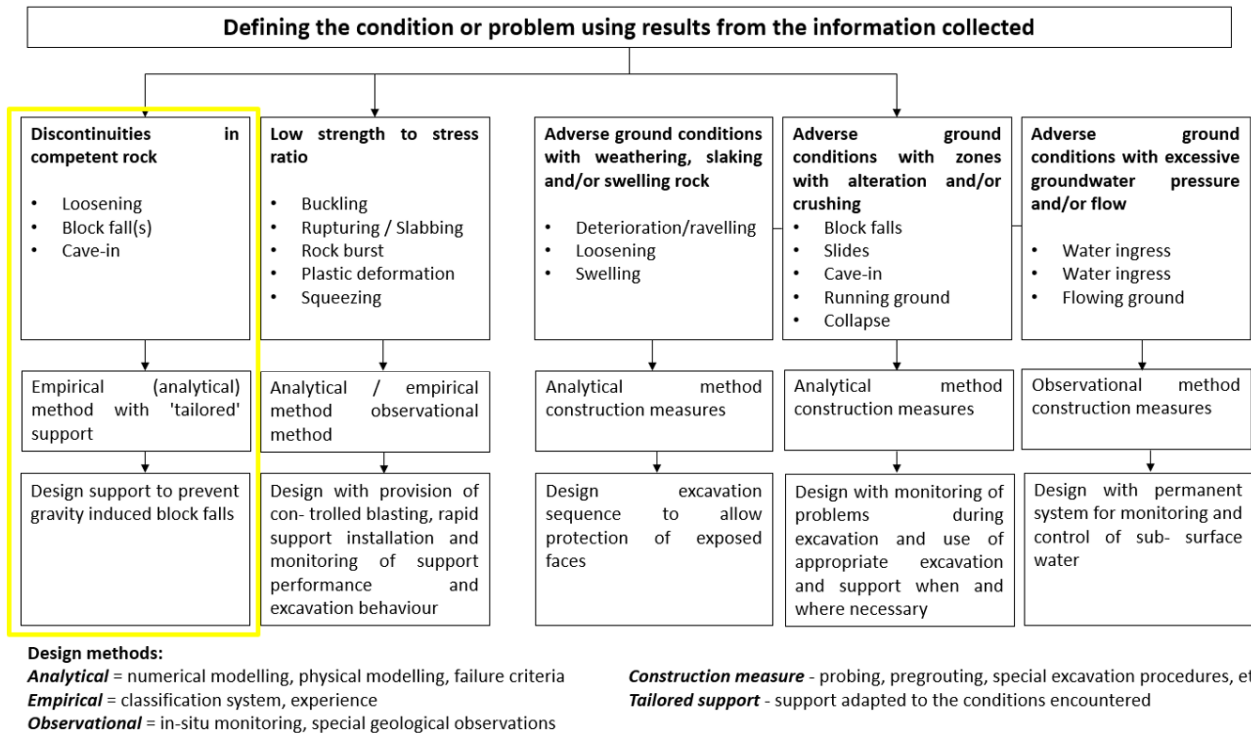 Defining the condition or problem using results from the information collected
Discontinuities in
competent rock
• Loosening
• Block fall(s)
• Cave-in
Low strength to stress
ratio
• Buckling
• Rupturing / Slabbing
• Rock burst
• Plastic deformation
• Squeezing
Adverse ground conditions
with weathering, slaking
and/or swelling rock
• Deterioration/ravelling
• Loosening
• Swelling
Adverse ground
conditions with zones
with alteration and/or
crushing
• Block falls
• Slides
• Cave-in
• Running ground
• Collapse
Adverse ground
conditions with excessive
groundwater pressure
and/or flow
• Water ingress
• Water ingress
• Flowing ground
Empirical (analytical)
method with 'tailored'
support
Analytical / empirical
method observational
method
Analytical method
construction measures
Analytical method
construction measures
Observational method
construction measures
Design support to prevent
gravity induced block falls
Design with provision of
con- trolled blasting, rapid
support installation and
monitoring of support
performance and
excavation behaviour
Design excavation
sequence to allow
protection of exposed
faces
Design with monitoring of
problems during
excavation and use of
appropriate excavation
and support when and
where necessary
Design with permanent
system for monitoring and
control of sub- surface
water
Design methods:
Analytical = numerical modelling, physical modelling, failure criteria
Empirical = classification system, experience
Observational = in-situ monitoring, special geological observations
Construction measure - probing, pregrouting, special excavation procedures, et
Tailored support - support adapted to the conditions encountered